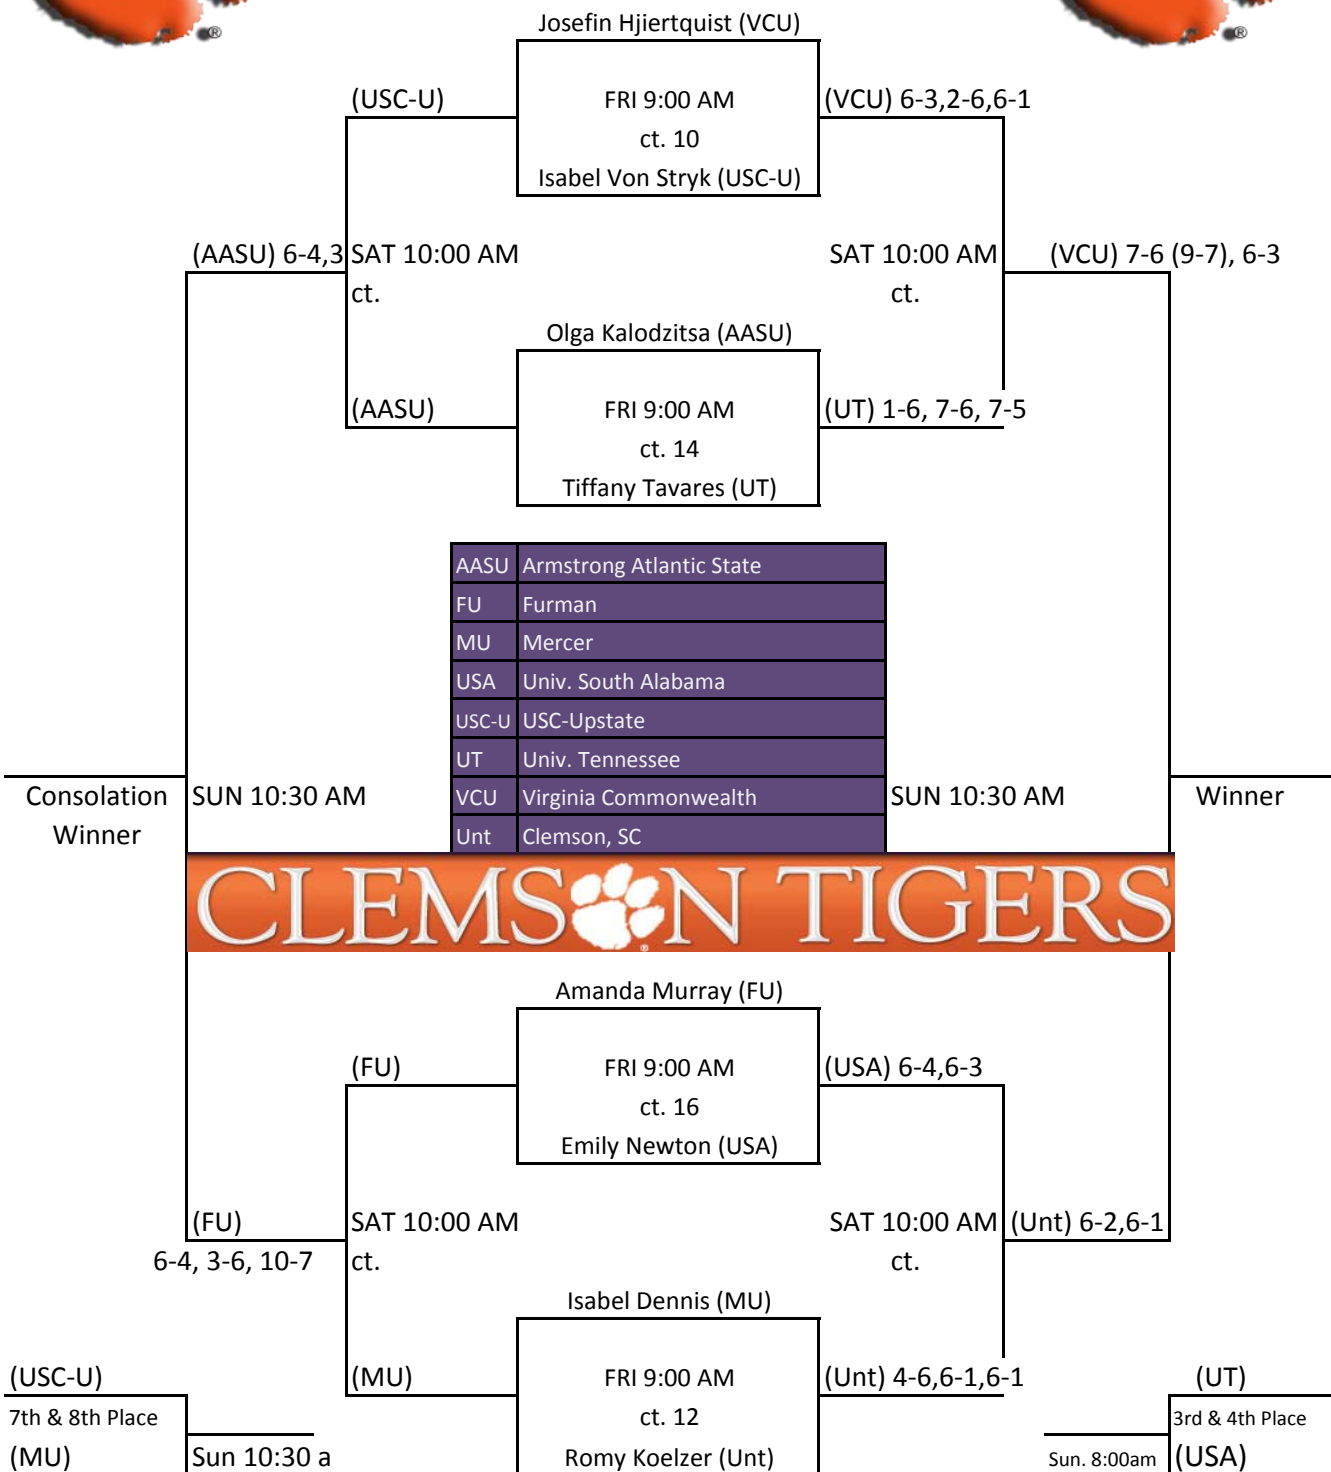 ®
®
Josefin Hjiertquist (VCU)
(USC-U)
FRI 9:00 AM
(VCU) 6-3,2-6,6-1
ct. 10
Isabel Von Stryk (USC-U)
(AASU) 6-4,3
SAT 10:00 AM
SAT 10:00 AM
(VCU) 7-6 (9-7), 6-3
ct.
ct.
Olga Kalodzitsa (AASU)
(AASU)
FRI 9:00 AM
(UT) 1-6, 7-6, 7-5
ct. 14
Tiffany Tavares (UT)
AASU Armstrong Atlantic State
FU Furman
MU Mercer
USA Univ. South Alabama
USC-U USC-Upstate
UT Univ. Tennessee
VCU Virginia Commonwealth
Unt Clemson, SC
Consolation
Winner
SUN 10:30 AM
SUN 10:30 AM
Winner
CLEMSON TIGERS
®
Amanda Murray (FU)
(FU)
FRI 9:00 AM
(USA) 6-4,6-3
ct. 16
Emily Newton (USA)
(FU)
SAT 10:00 AM
SAT 10:00 AM
(Unt) 6-2,6-1
6-4, 3-6, 10-7
ct.
ct.
Isabel Dennis (MU)
(USC-U)
(MU)
FRI 9:00 AM
(Unt) 4-6,6-1,6-1
(UT)
7th & 8th Place
ct. 12
3rd & 4th Place
(MU)
Sun 10:30 a
Romy Koelzer (Unt)
Sun. 8:00am
(USA)